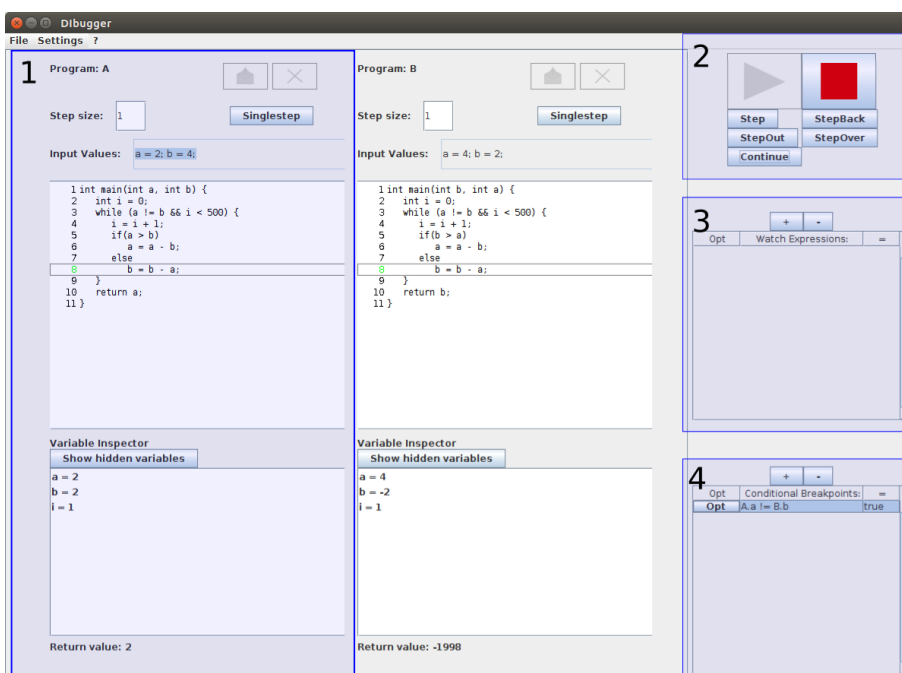 DIbugger
File Settings ?
1
Program: A
Step size: 1 Singlestep
Input Values: a = 2; b = 4;
1 int main(int a, int b) {
2 int i = 0;
3 while (a != b && i < 500) {
4 i = i + 1;
5 if(a > b)
6 a = a - b;
7 else
8 b = b - a;
9 }
10 return a;
11 }
Variable Inspector
Show hidden variables
a = 2
b = 2
i = 1
Return value: 2
Program: B
Step size: 1 Singlestep
Input Values: a = 4; b = 2;
1 int main(int b, int a) {
2 int i = 0;
3 while (a != b && i < 500) {
4 i = i + 1;
5 if(b > a)
6 a = a - b;
7 else
8 b = b - a;
9 }
10 return b;
11 }
Variable Inspector
Show hidden variables
a = 4
b = -2
i = 1
Return value: -1998
2
Step StepBack
StepOut StepOver
Continue
3
+ -
Opt Watch Expressions: =
4
+ -
Opt Conditional Breakpoints: =
Opt A.a != B.b true